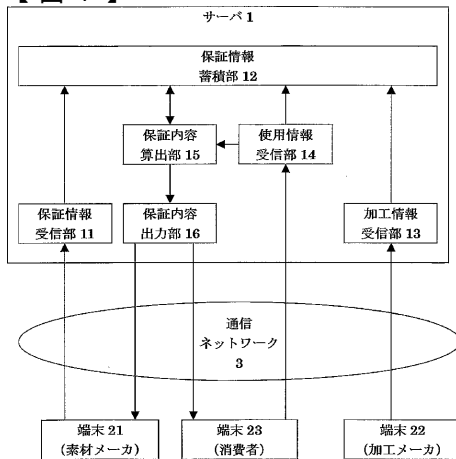 サーバ1
保証情報
蓄積部12
保証内容
算出部15
使用情報
受信部14
保証情報
受信部11
保証内容
出力部16
加工情報
受信部13
通信
ネットワーク
3
端末21
(素材メーカ)
端末23
(消費者)
端末22
(加工メーカ)